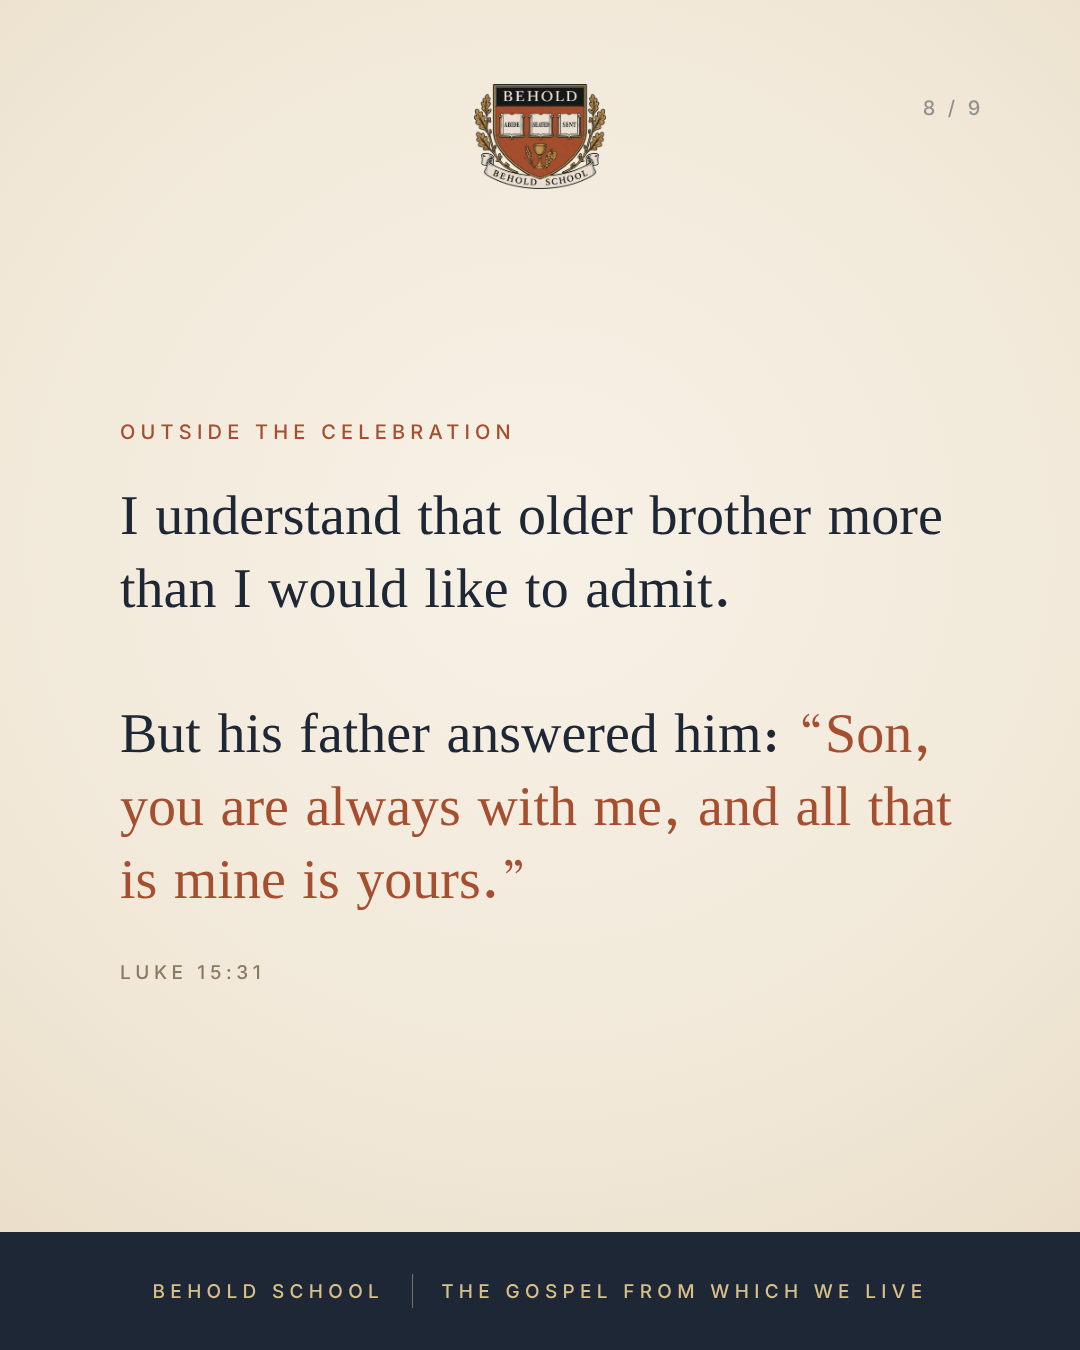 BEHOLD
ABIDE SEATED SENT
BEHOLD SCHOOL
8 / 9
OUTSIDE THE CELEBRATION
I understand that older brother more
than I would like to admit.
But his father answered him: “Son,
you are always with me, and all that
is mine is yours.”
LUKE 15:31
BEHOLD SCHOOL THE GOSPEL FROM WHICH WE LIVE